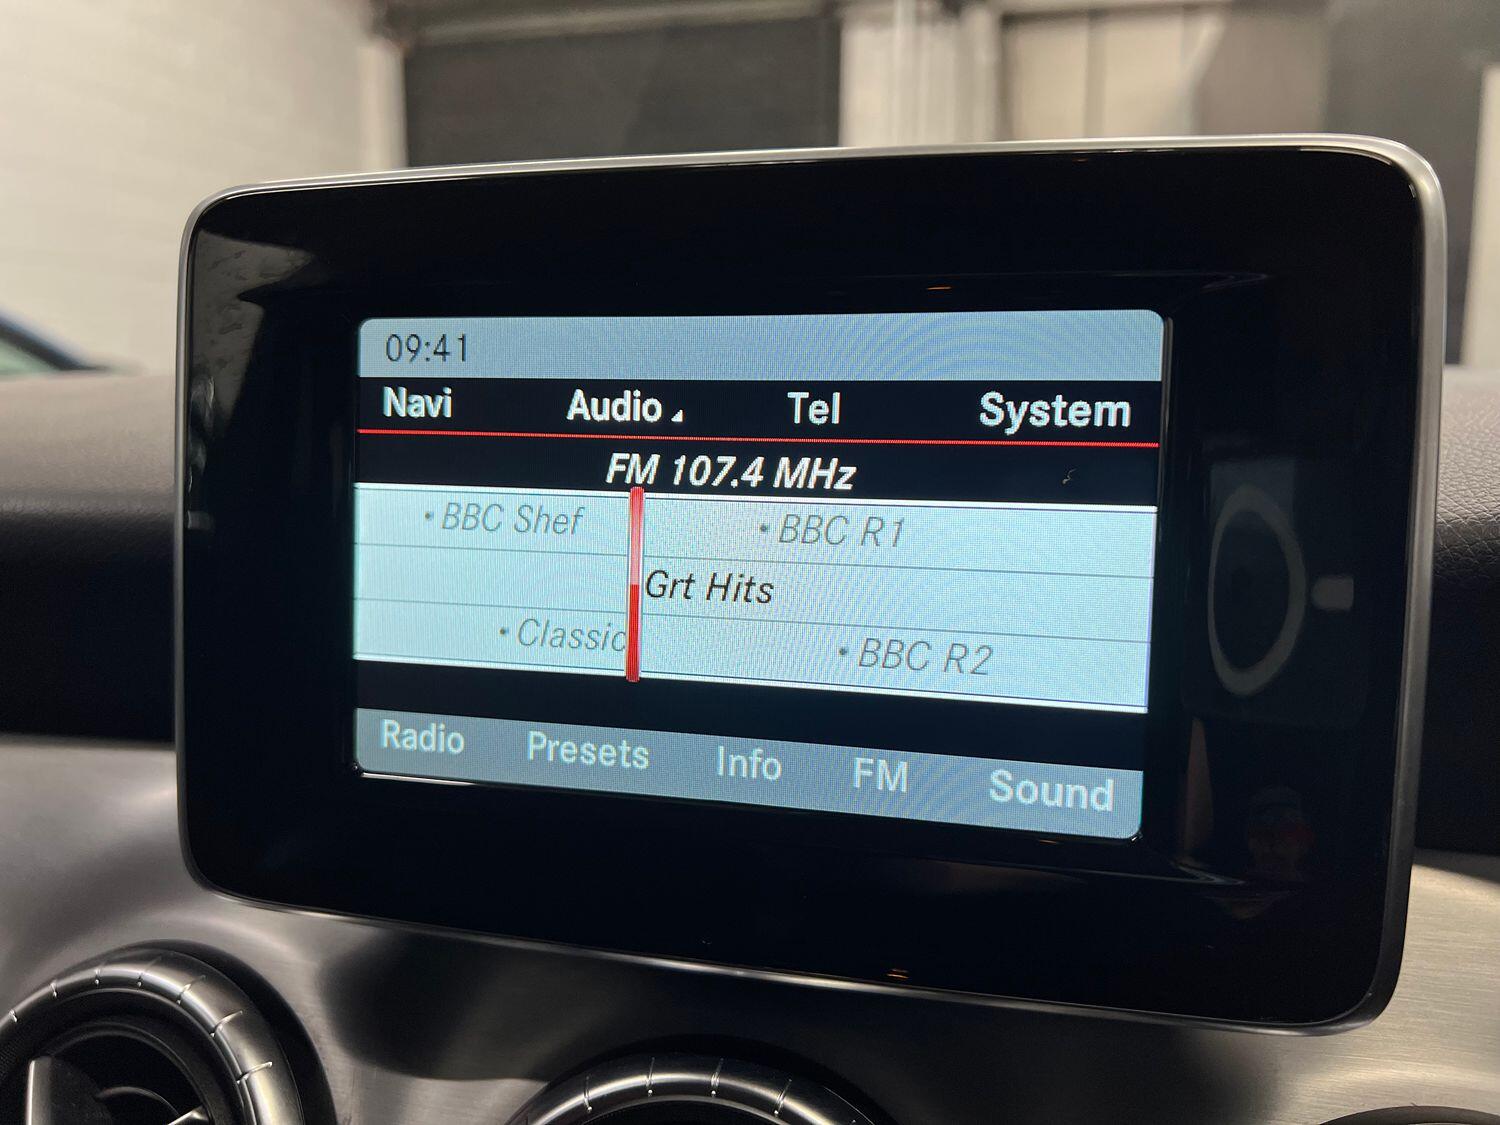 09:41
Navi Audio Tel System
FM 107.4 MHz
• BBC Shef • BBC R1
Grt Hits
• Classic • BBC R2
Radio Presets Info FM Sound